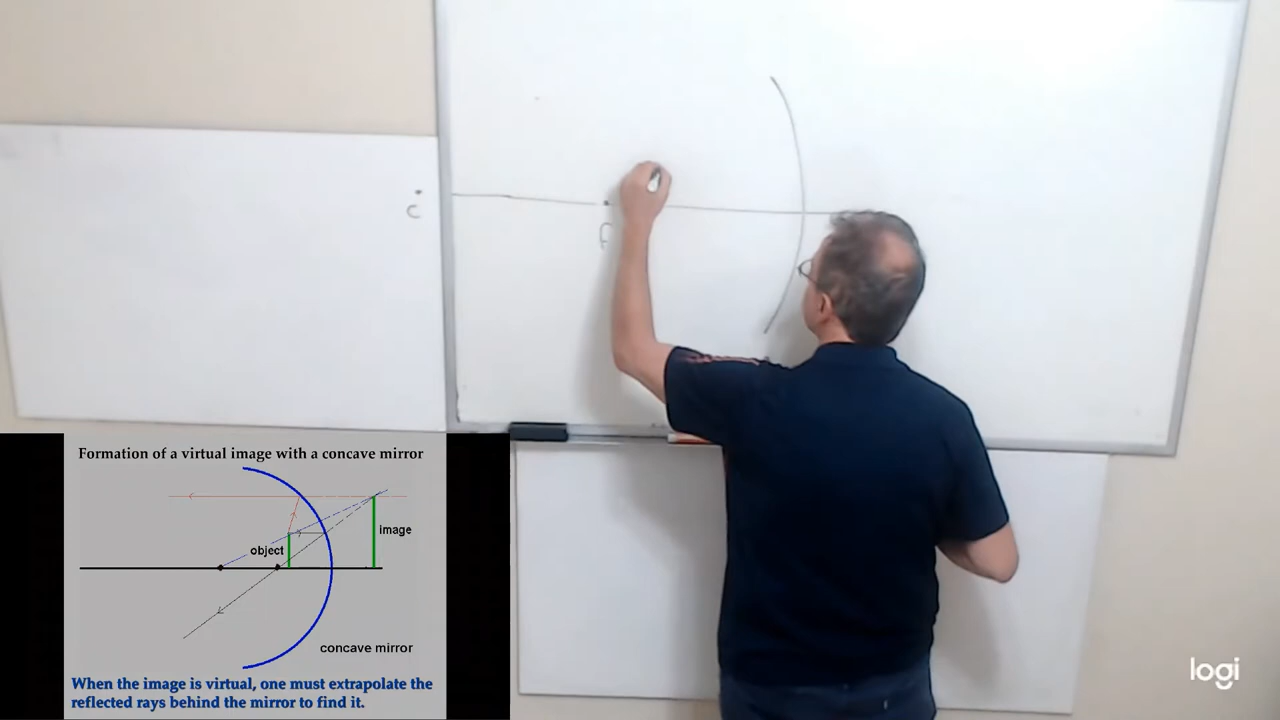 C
F
Formation of a virtual image with a concave mirror
image
object
concave mirror
When the image is virtual, one must extrapolate the
reflected rays behind the mirror to find it.
logi